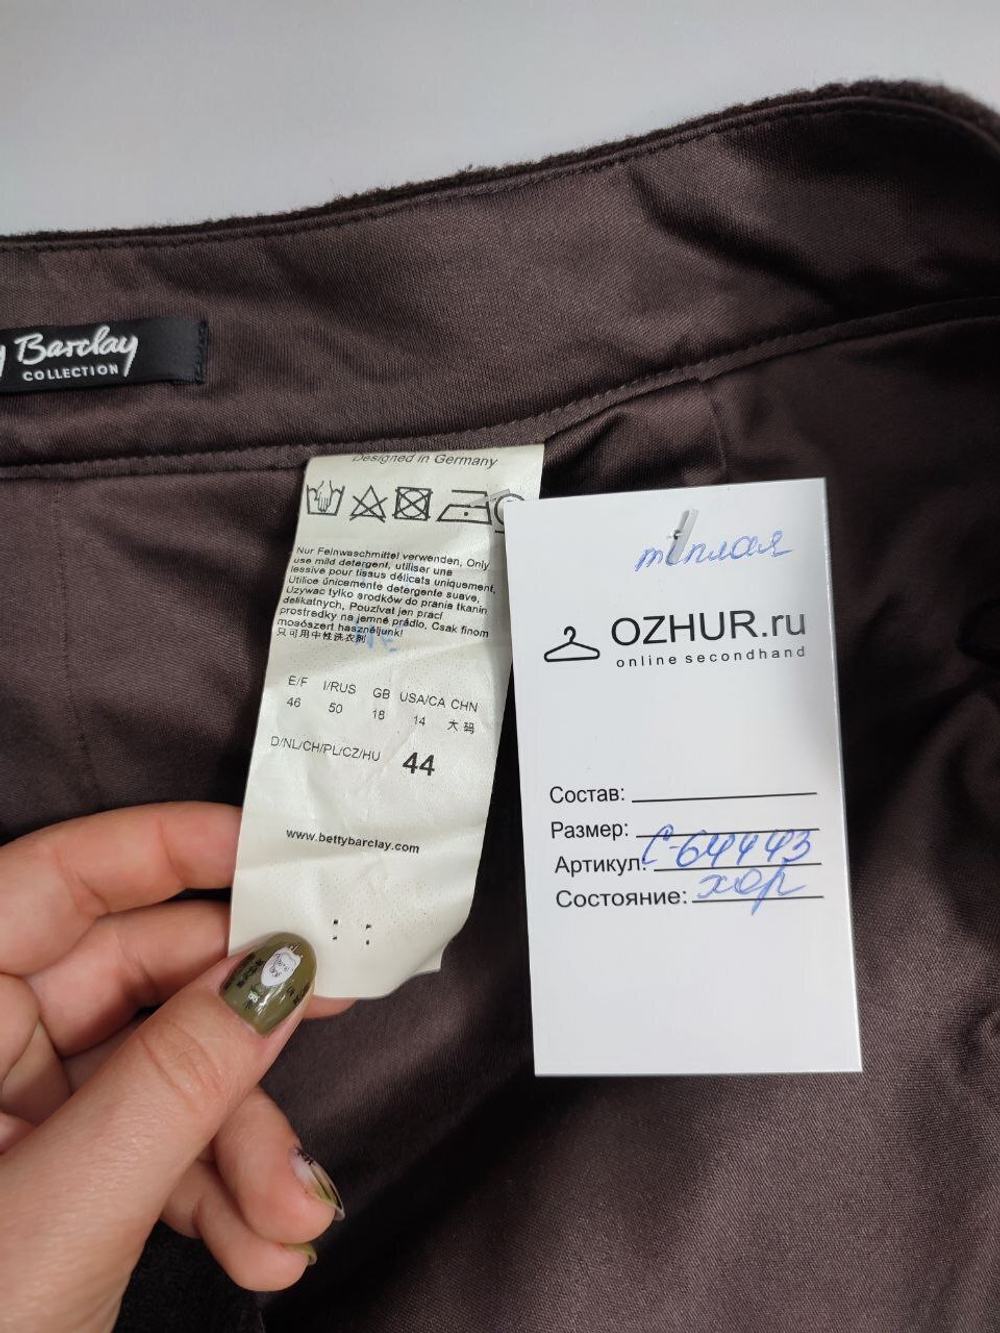 Barclay
COLLECTION
Designed in Germany
Nur Feinwaschmittel verwenden, Only
use mild detergent, utiliser une
lessive pour tissus délicats uniquement,
Utilice únicamente detergente suave,
Używac tylko srodków do prania tkanin
delikatnych, Pouzívat jen prací
prostredky na jemné prádlo, Csak finom
mosószert használjunk!
只可用中性洗衣剂
E/F I/RUS GB USA/CA CHN
46 50 18 14 大码
D/NL/CH/PL/CZ/HU 44
www.bettybarclay.com
тёплая
OZHUR.ru
online secondhand
Состав:
Размер:
Артикул: С-64443
Состояние: хор